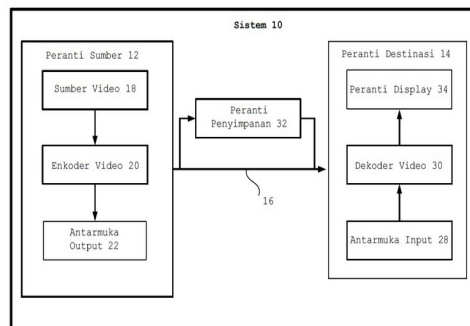 Sistem 10
Peranti Sumber 12
Sumber Video 18
Enkoder Video 20
Antarmuka
Output 22
Peranti
Penyimpanan 32
16
Peranti Destinasi 14
Peranti Display 34
Dekoder Video 30
Antarmuka Input 28